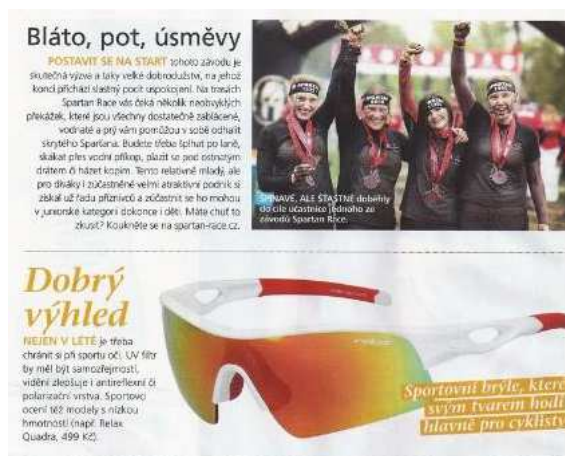 Bláto, pot, úsměvy
POSTAVIT SE NA START tohoto závodu je
skutečná výzva a taky velké dobrodužství, na jehož
konci přichází slastný pocit uspokojení. Na trasách
Spartan Race vás čeká několik neobvyklých
překážek, které jsou všechny dostatečně zablácené,
vodnaté a prý vám pomůžou v sobě odhalit
skrytého Sparťana. Budete třeba šplhat po laně,
skákat přes vodní příkop, plazit se pod ostnatým
drátem či házet kopím. Tento relativně mladý, ale
pro diváky i zúčastněné velmi atraktivní podnik si
získal už řadu příznivců a zúčastnit se ho mohou
v juniorské kategorii dokonce i děti. Máte chuť to
zkusit? Koukněte se na spartan-race.cz.
ŠPINAVÉ, ALE ŠŤASTNÉ doběhly
do cíle účastnice jednoho ze
závodů Spartan Race.
Dobrý
výhled
NEJEN V LÉTĚ je třeba
chránit si při sportu oči. UV filtr
by měl být samozřejmostí,
vidění zlepšuje i antireflexní či
polarizační vrstva. Sportovci
ocení též modely s nízkou
hmotností (např. Relax
Quadra, 499 Kč).
Sportovní brýle, které
svým tvarem hodí
hlavně pro cyklisty